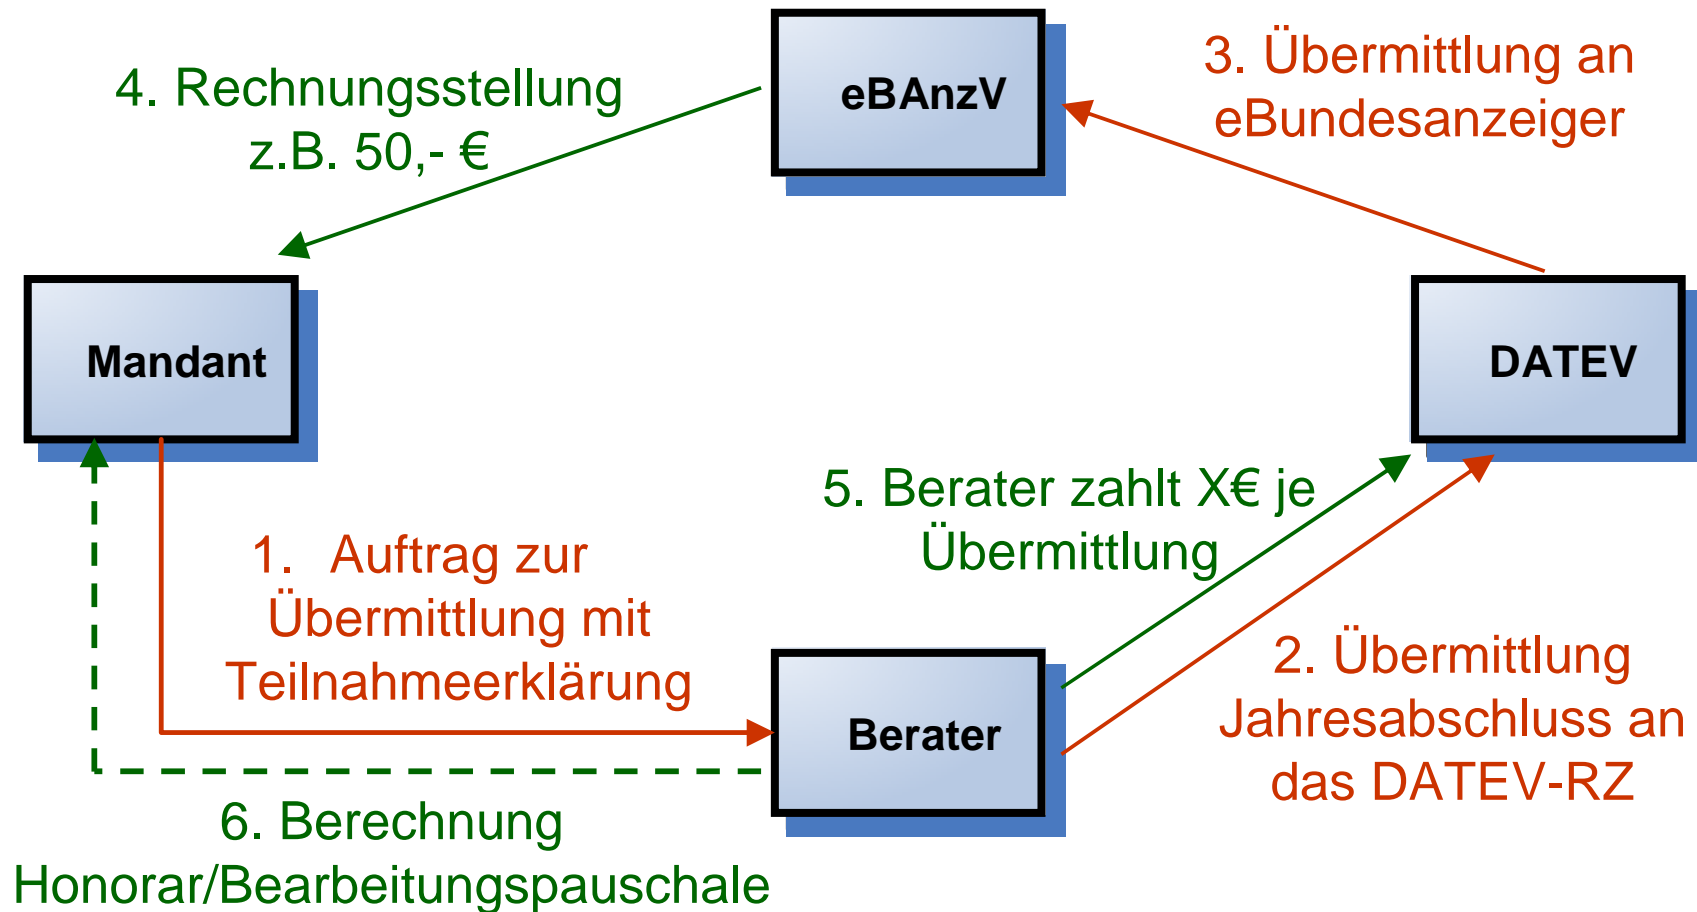 eBAnzV
3. Übermittlung an
eBundesanzeiger
4. Rechnungsstellung
z.B. 50,- €
Mandant
DATEV
5. Berater zahlt X€ je
Übermittlung
1. Auftrag zur
Übermittlung mit
Teilnahmeerklärung
2. Übermittlung
Jahresabschluss an
das DATEV-RZ
Berater
6. Berechnung
Honorar/Bearbeitungspauschale